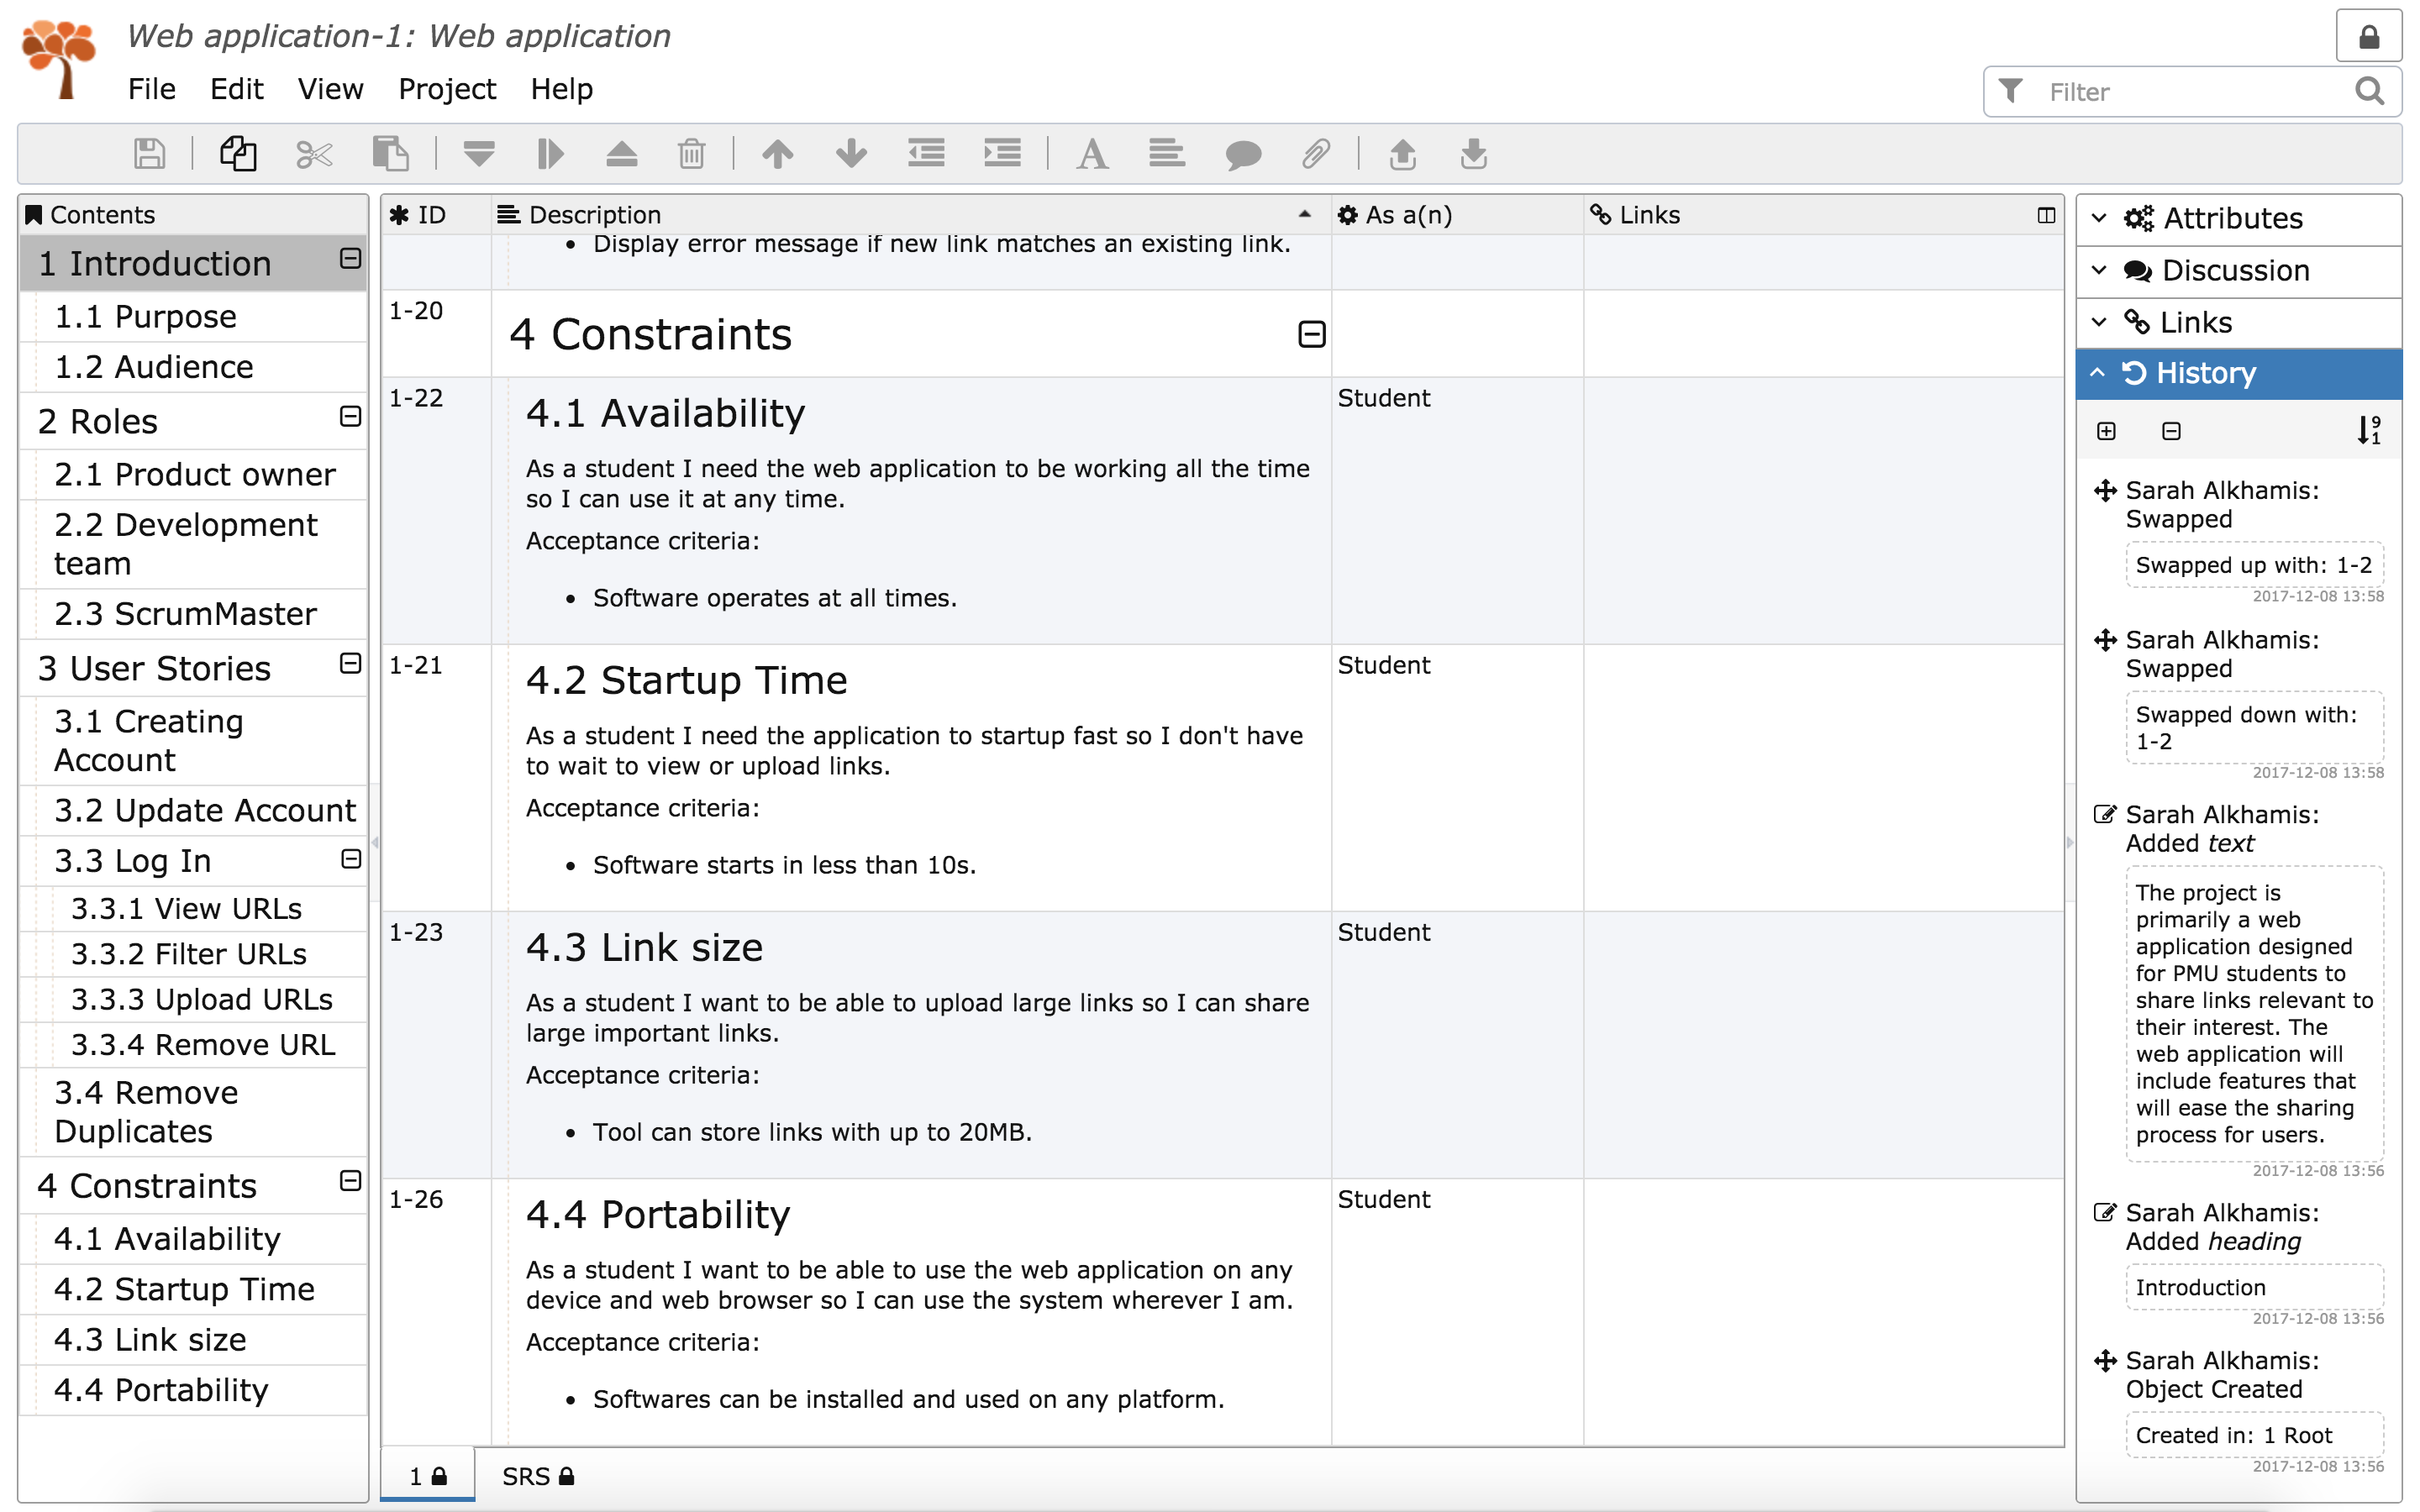 Web application-1: Web application
File Edit View Project Help
Filter
A
Contents
1 Introduction
1.1 Purpose
1.2 Audience
2 Roles
2.1 Product owner
2.2 Development
team
2.3 ScrumMaster
3 User Stories
3.1 Creating
Account
3.2 Update Account
3.3 Log In
3.3.1 View URLs
3.3.2 Filter URLs
3.3.3 Upload URLs
3.3.4 Remove URL
3.4 Remove
Duplicates
4 Constraints
4.1 Availability
4.2 Startup Time
4.3 Link size
4.4 Portability
ID Description As a(n) Links
• Display error message if new link matches an existing link.
1-20
4 Constraints
1-22 Student
4.1 Availability
As a student I need the web application to be working all the time
so I can use it at any time.
Acceptance criteria:
• Software operates at all times.
1-21 Student
4.2 Startup Time
As a student I need the application to startup fast so I don't have
to wait to view or upload links.
Acceptance criteria:
• Software starts in less than 10s.
1-23 Student
4.3 Link size
As a student I want to be able to upload large links so I can share
large important links.
Acceptance criteria:
• Tool can store links with up to 20MB.
1-26 Student
4.4 Portability
As a student I want to be able to use the web application on any
device and web browser so I can use the system wherever I am.
Acceptance criteria:
• Softwares can be installed and used on any platform.
1 SRS
Attributes
Discussion
Links
History
9
1
Sarah Alkhamis:
Swapped
Swapped up with: 1-2
2017-12-08 13:58
Sarah Alkhamis:
Swapped
Swapped down with:
1-2
2017-12-08 13:58
Sarah Alkhamis:
Added text
The project is
primarily a web
application designed
for PMU students to
share links relevant to
their interest. The
web application will
include features that
will ease the sharing
process for users.
2017-12-08 13:56
Sarah Alkhamis:
Added heading
Introduction
2017-12-08 13:56
Sarah Alkhamis:
Object Created
Created in: 1 Root
2017-12-08 13:56